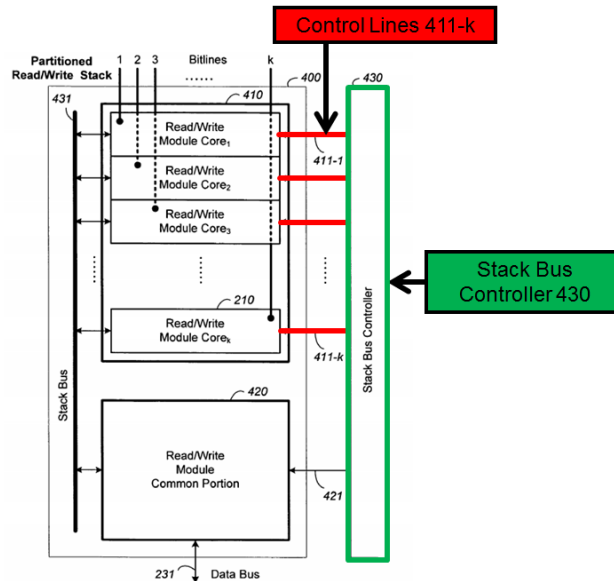 Control Lines 411-k
Partitioned
Read/Write Stack
1 2 3 Bitlines k
......
400
430
431
410
Read/Write
Module Core1
411-1
Read/Write
Module Core2
Read/Write
Module Core3
Stack Bus
Controller 430
210
Read/Write
Module Corek
411-k
Stack Bus
Stack Bus Controller
420
Read/Write
Module
Common Portion
421
231
Data Bus